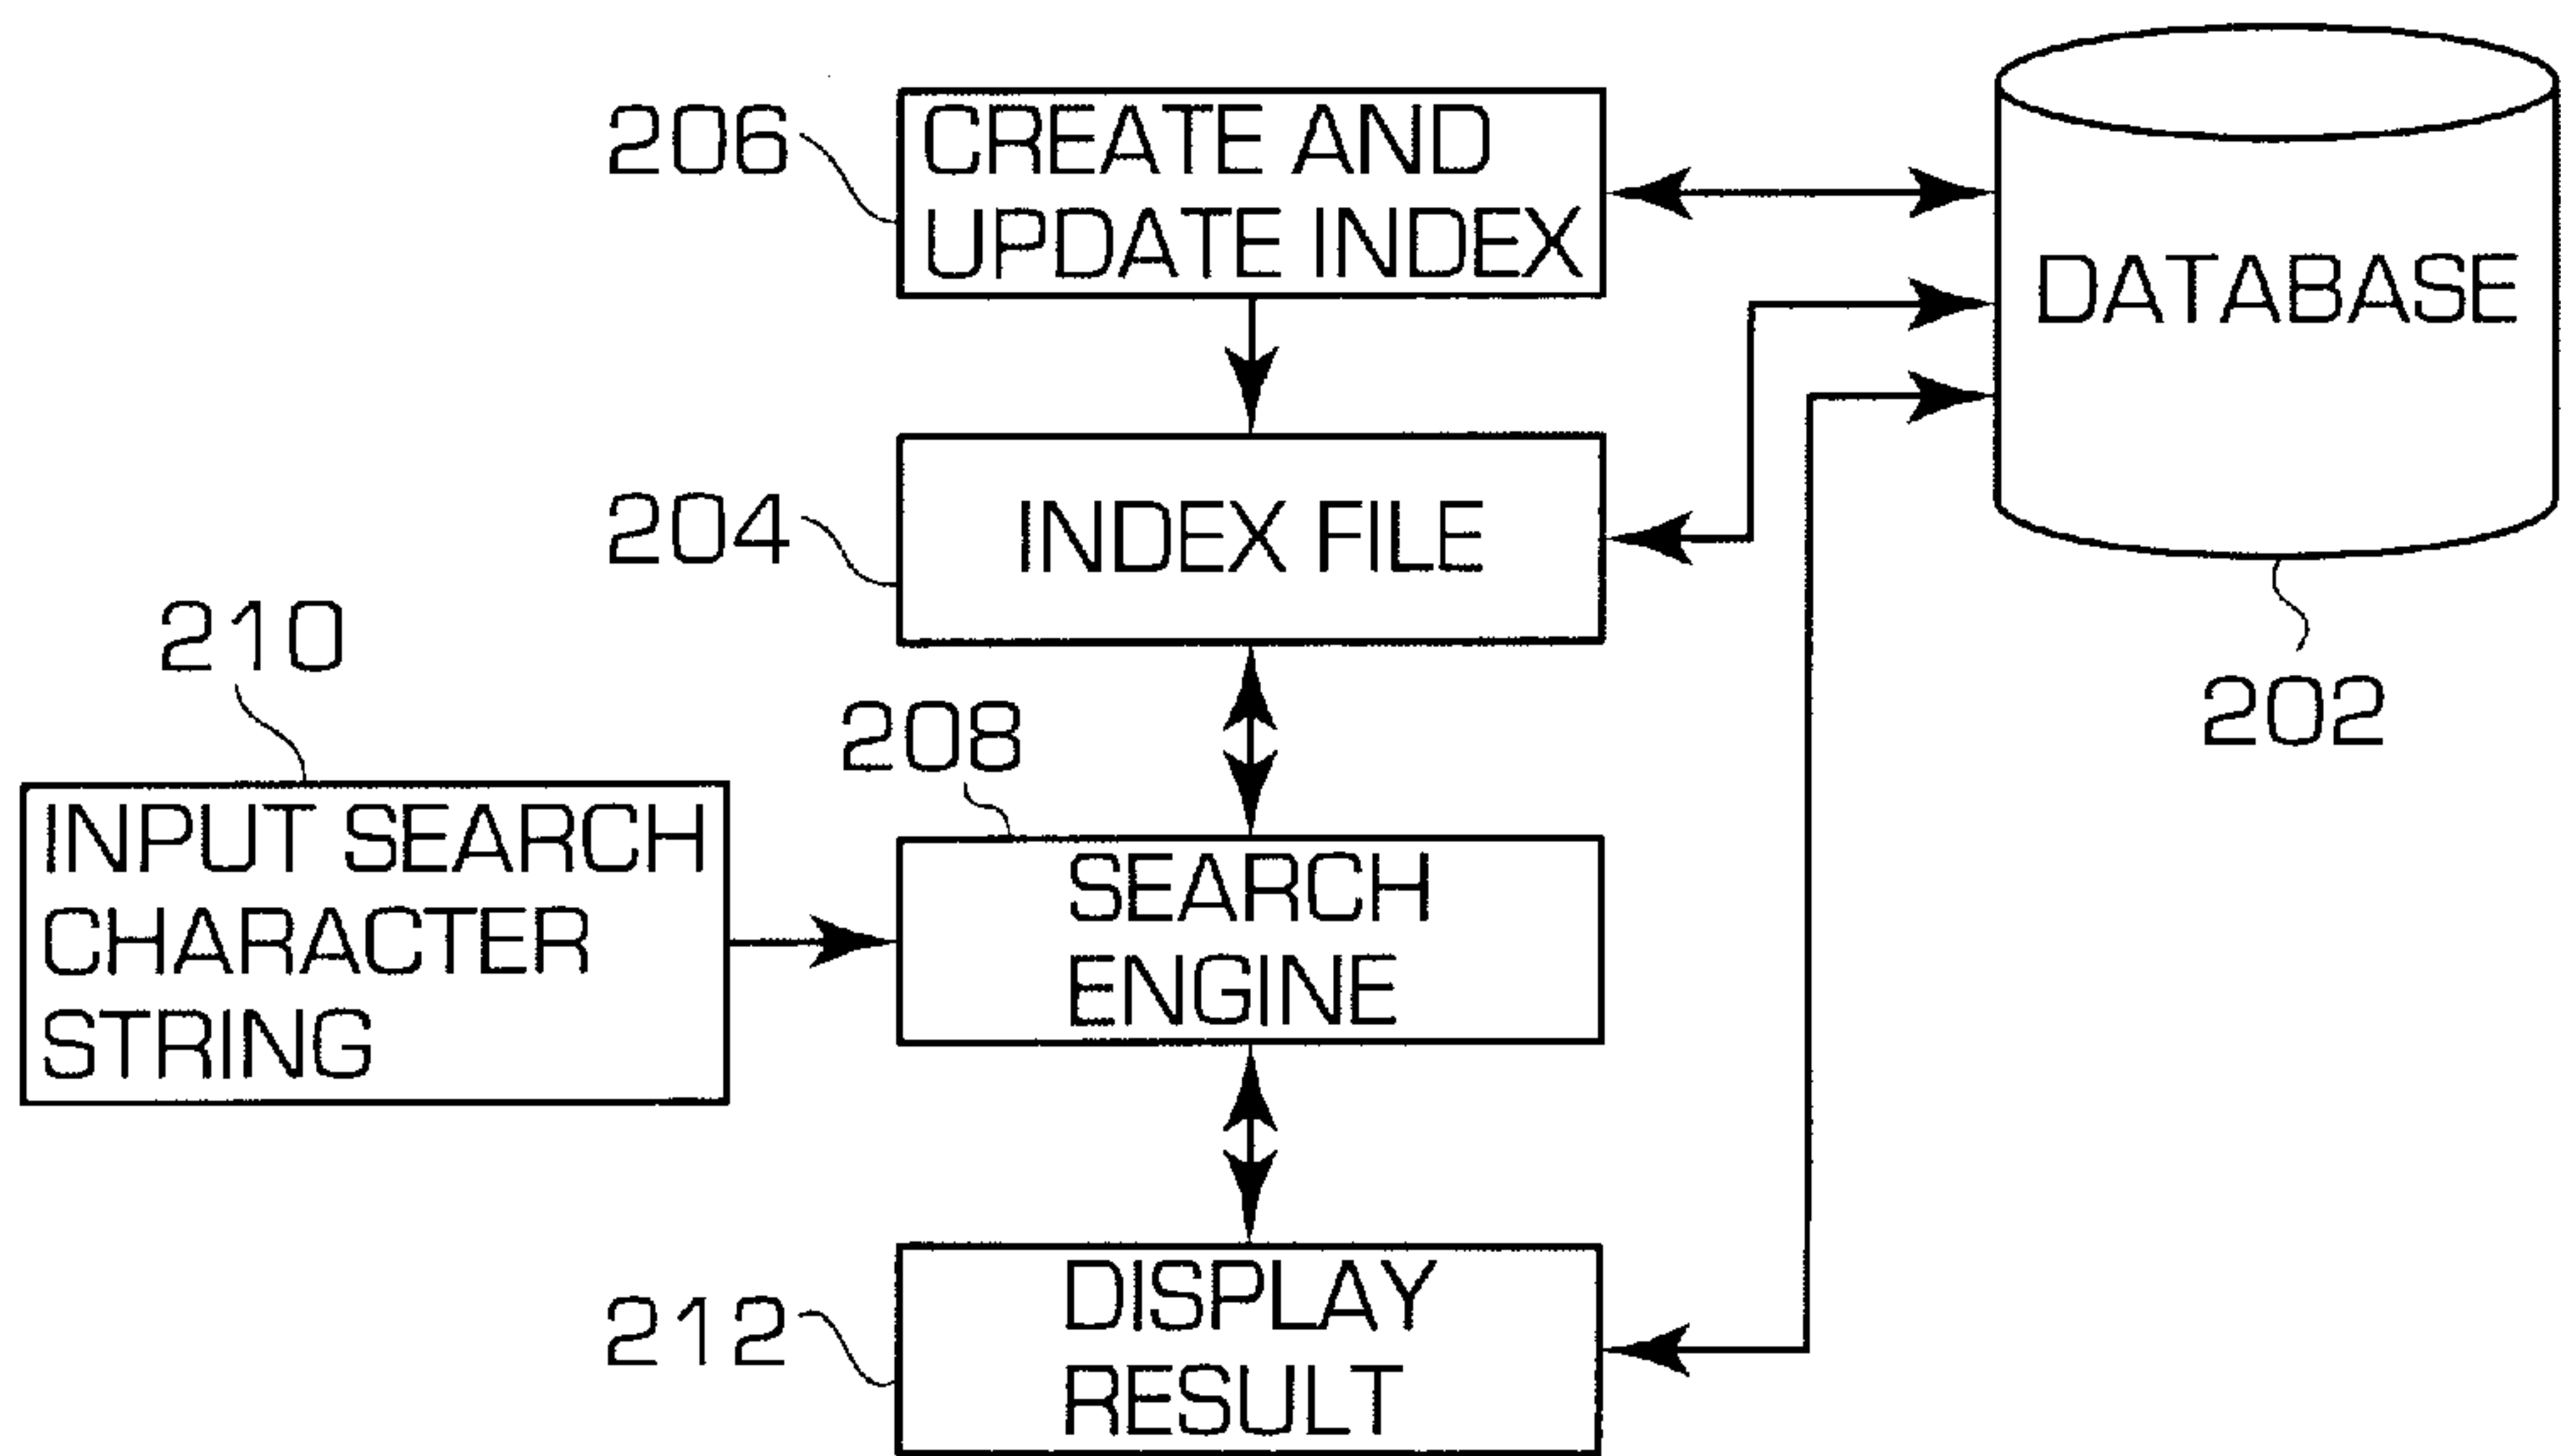 206
CREATE AND
UPDATE INDEX
DATABASE
204
INDEX FILE
202
210
208
INPUT SEARCH
CHARACTER
STRING
SEARCH
ENGINE
212
DISPLAY
RESULT